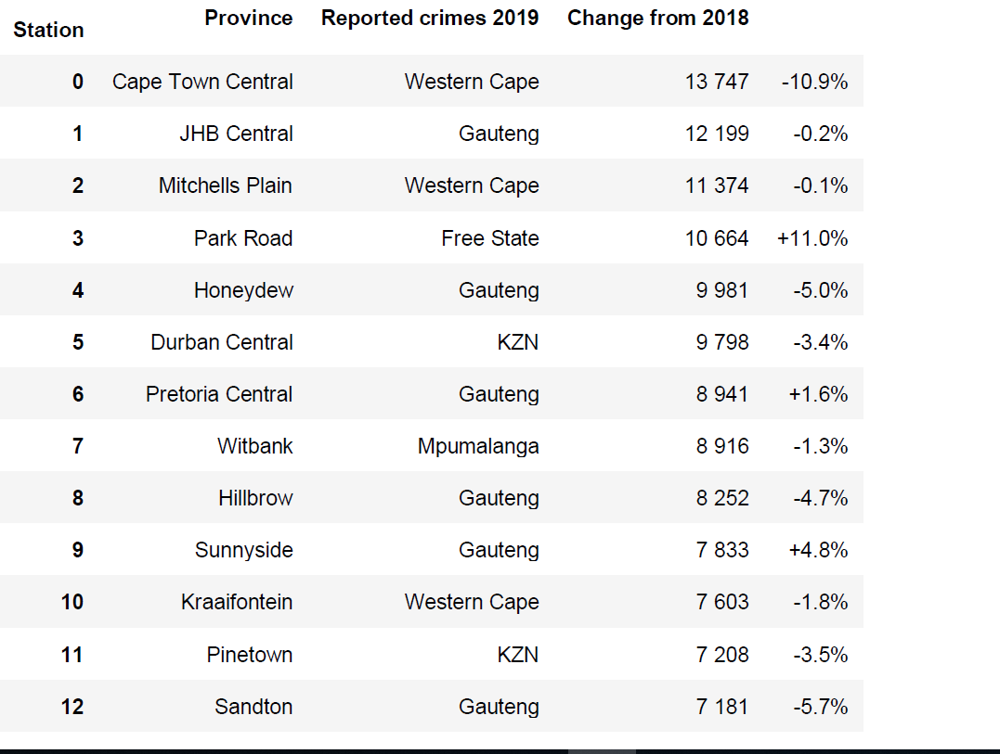 Station Province Reported crimes 2019 Change from 2018
0 Cape Town Central Western Cape 13 747 -10.9%
1 JHB Central Gauteng 12 199 -0.2%
2 Mitchells Plain Western Cape 11 374 -0.1%
3 Park Road Free State 10 664 +11.0%
4 Honeydew Gauteng 9 981 -5.0%
5 Durban Central KZN 9 798 -3.4%
6 Pretoria Central Gauteng 8 941 +1.6%
7 Witbank Mpumalanga 8 916 -1.3%
8 Hillbrow Gauteng 8 252 -4.7%
9 Sunnyside Gauteng 7 833 +4.8%
10 Kraaifontein Western Cape 7 603 -1.8%
11 Pinetown KZN 7 208 -3.5%
12 Sandton Gauteng 7 181 -5.7%